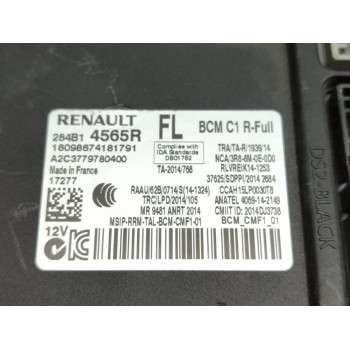 RENAULT FL BCM C1 R-Full
284B1 4565R
18098674181791
A2C3779780400
Made in France
17277
Complies with
IDA Standards
DB01752
TA-2014/768
TRA/TA-R/1939/14
NCA/3R8-8M-0E-0D0
RLVREIK14-1253
37625/SDPPI/2014 2684
RAAU/62B/0714/S(14-1324) CCAH15LP0030T8
TRC/LPD/2014/105 ANATEL 4069-14-2149
MR 9481 ANRT 2014 CMIIT ID: 2014DJ3738
12V MSIP-RRM-TAL-BCM-CMF1-01 BCM_CMF1_01
DS2 BLACK